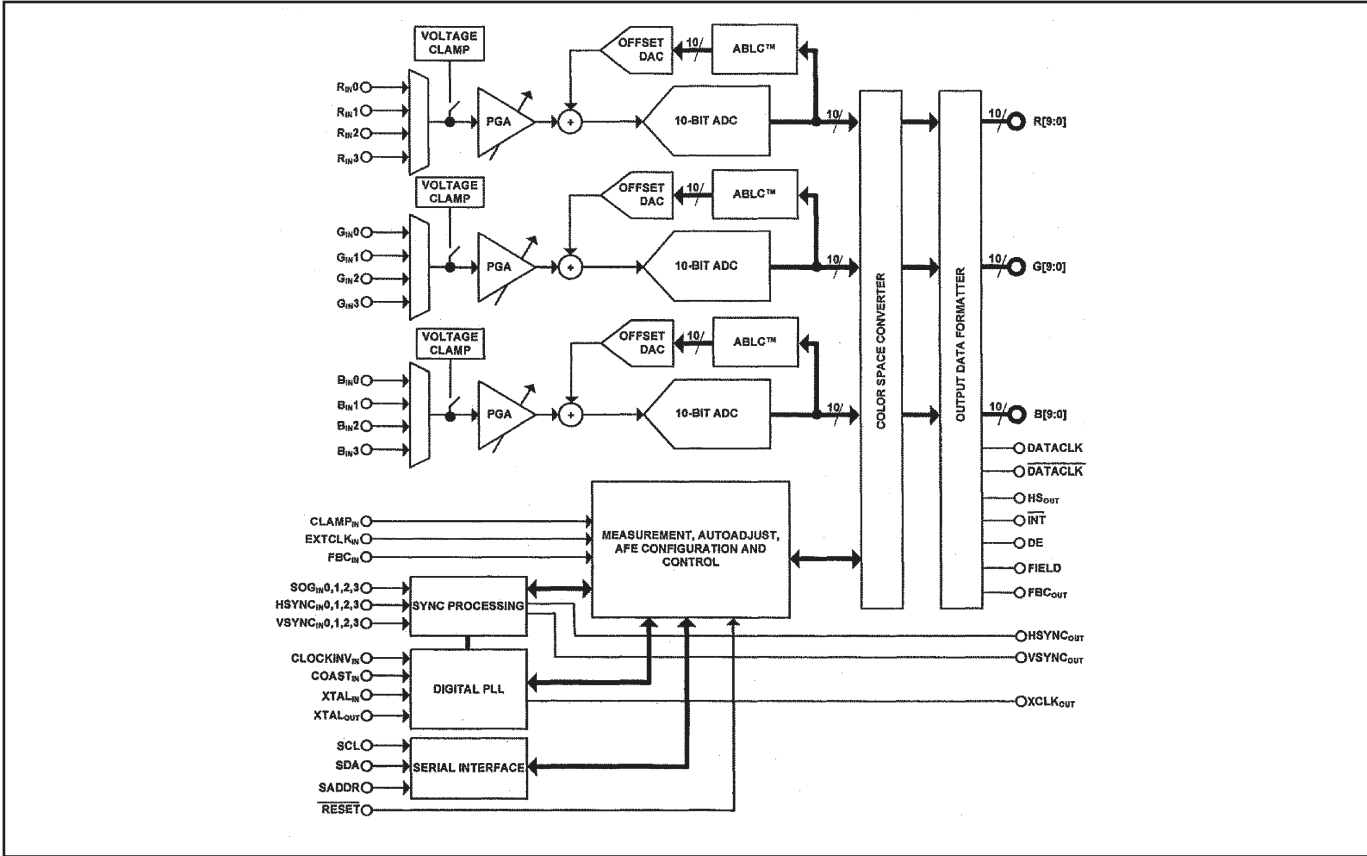 VOLTAGE
CLAMP
OFFSET
DAC
10/
ABLC™
RIN0
RIN1
RIN2
RIN3
PGA
+
10-BIT ADC
10/
10/
R[9:0]
VOLTAGE
CLAMP
OFFSET
DAC
10/
ABLC™
GIN0
GIN1
GIN2
GIN3
PGA
+
10-BIT ADC
10/
10/
G[9:0]
VOLTAGE
CLAMP
OFFSET
DAC
10/
ABLC™
BIN0
BIN1
BIN2
BIN3
PGA
+
10-BIT ADC
10/
10/
B[9:0]
COLOR SPACE CONVERTER
OUTPUT DATA FORMATTER
DATACLK
DATACLK
HSOUT
INT
DE
FIELD
FBCOUT
HSYNCOUT
VSYNCOUT
XCLKOUT
CLAMPIN
EXTCLKIN
FBCIN
MEASUREMENT, AUTOADJUST,
AFE CONFIGURATION AND
CONTROL
SOGIN0,1,2,3
HSYNCIN0,1,2,3
VSYNCIN0,1,2,3
SYNC PROCESSING
CLOCKINVIN
COASTIN
XTALIN
XTALOUT
DIGITAL PLL
SCL
SDA
SADDR
SERIAL INTERFACE
RESET